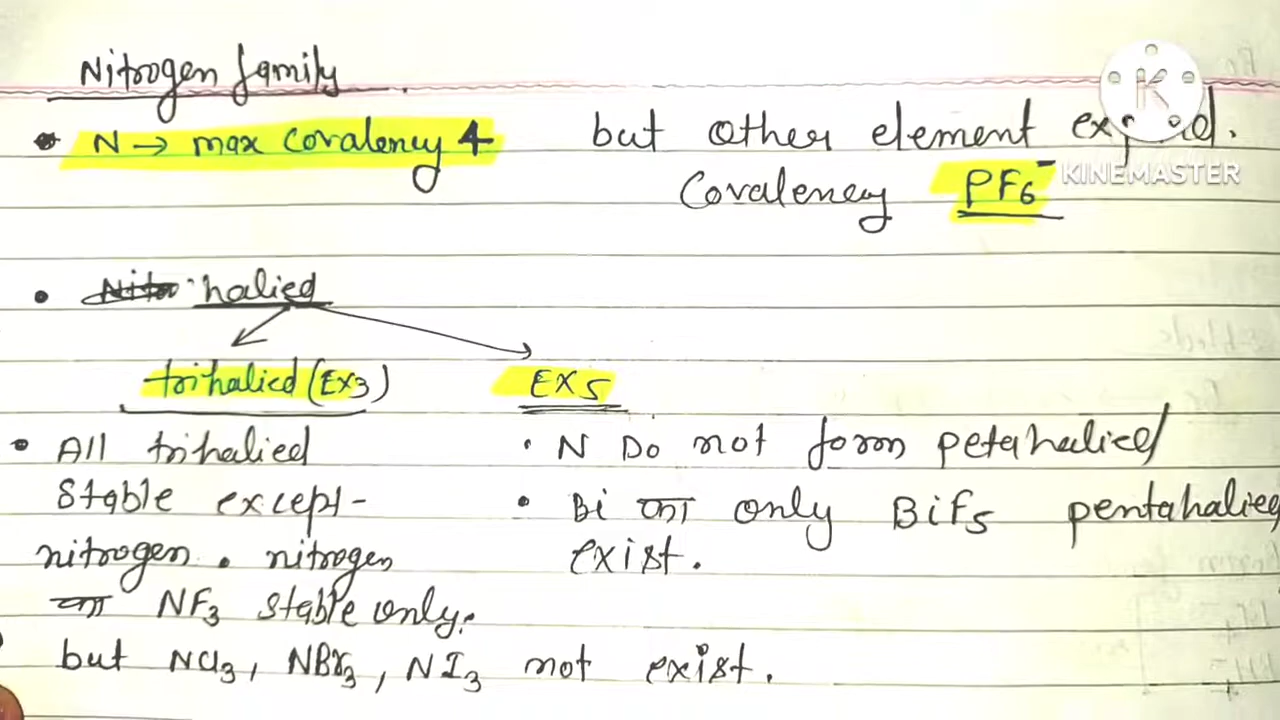 Nitrogen family
• N → max covalency 4 but other element
Covalency PF6⁻
KINEMASTER
• halied
trihalied (EX3) EX5
• All trihalied • N Do not form petahalied
Stable except- • Bi का only BiF5 pentahalied
nitrogen. nitrogen exist.
का NF3 stable only.
but NCl3, NBr3, NI3 not exist.